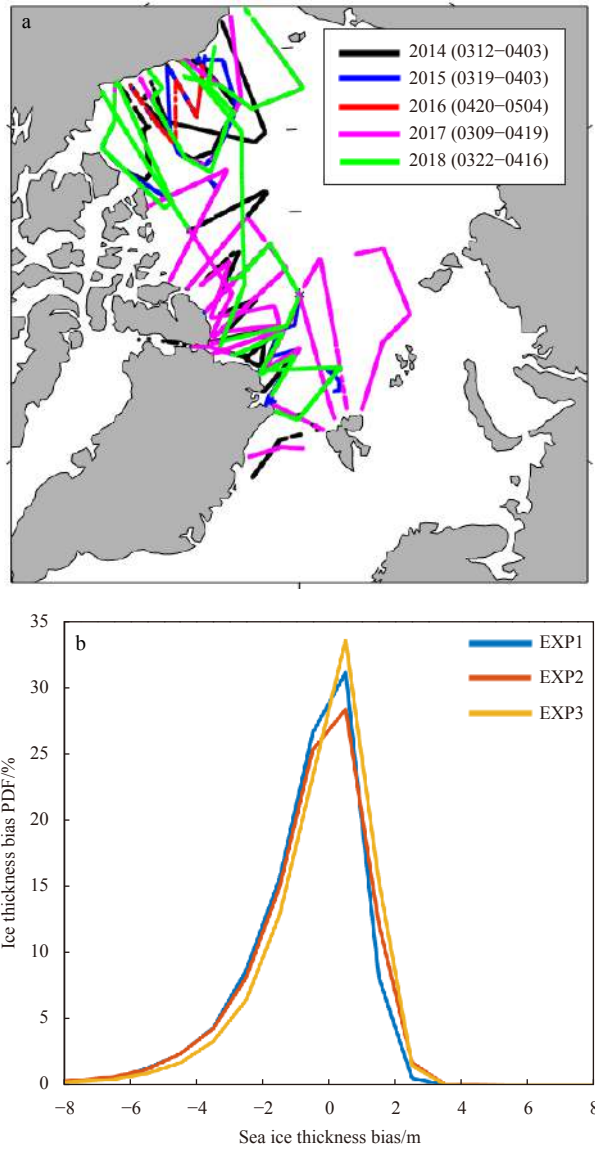 a
2014 (0312−0403)
2015 (0319−0403)
2016 (0420−0504)
2017 (0309−0419)
2018 (0322−0416)
b
EXP1
EXP2
EXP3
Ice thickness bias PDF/%
35
30
25
20
15
10
5
0
−8 −6 −4 −2 0 2 4 6 8
Sea ice thickness bias/m